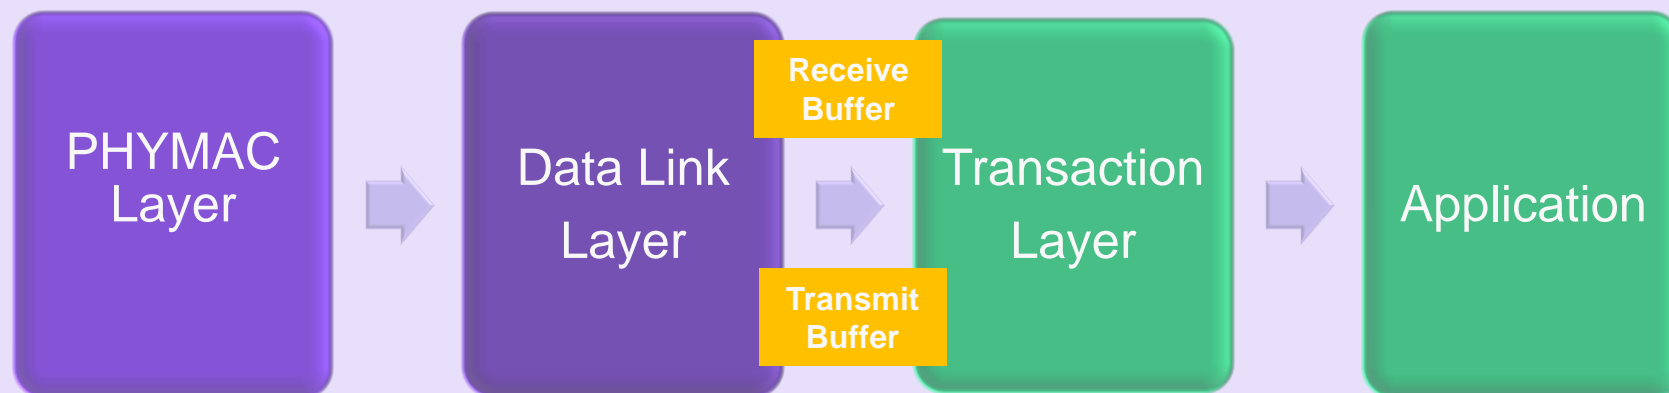 PHYMAC
Layer
Data Link
Layer
Receive
Buffer
Transmit
Buffer
Transaction
Layer
Application